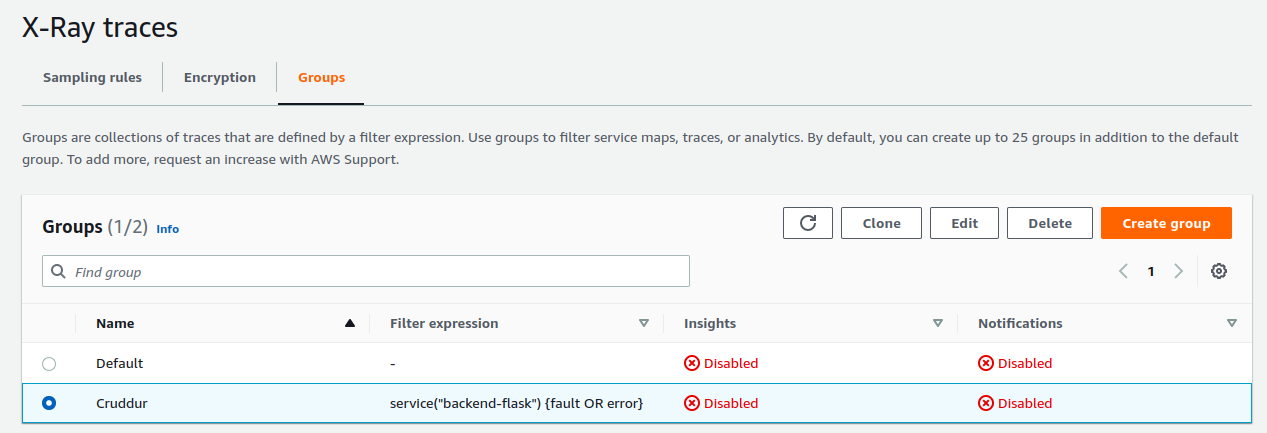 X-Ray traces
Sampling rules Encryption Groups
Groups are collections of traces that are defined by a filter expression. Use groups to filter service maps, traces, or analytics. By default, you can create up to 25 groups in addition to the default
group. To add more, request an increase with AWS Support.
Groups (1/2) Info Clone Edit Delete Create group
Find group 1
Name Filter expression Insights Notifications
Default - Disabled Disabled
Cruddur service("backend-flask") {fault OR error} Disabled Disabled